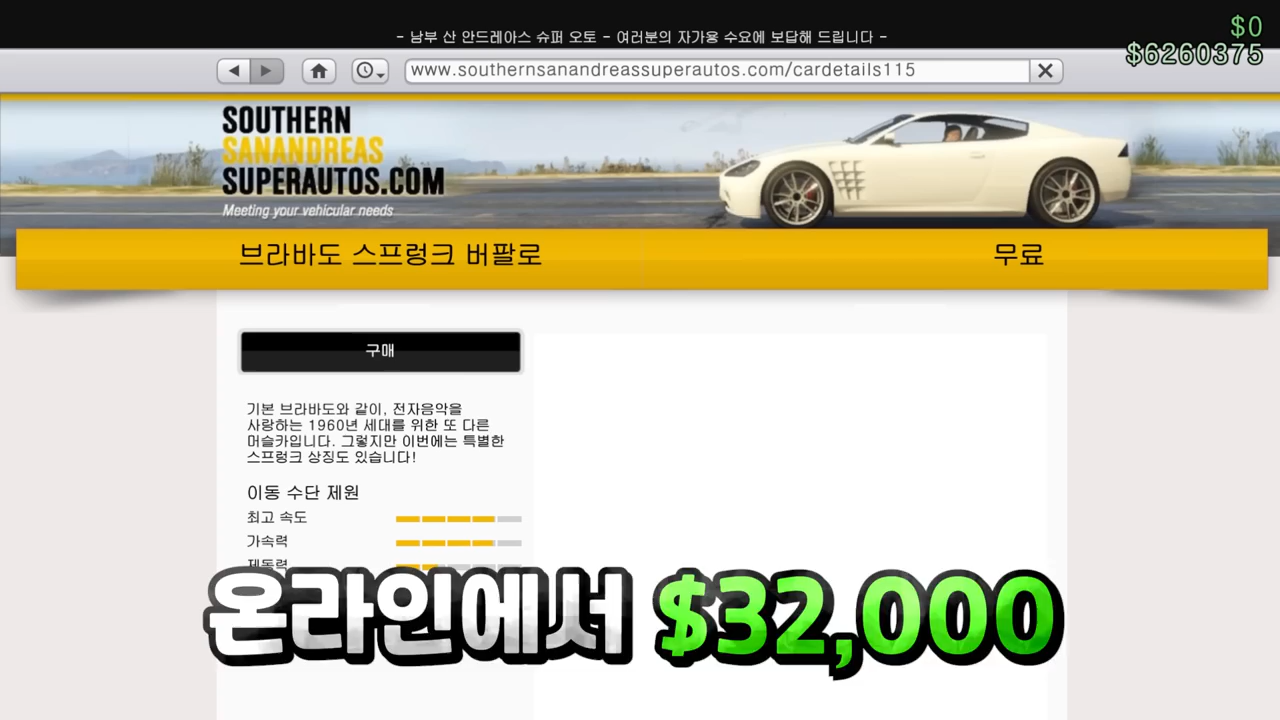 - 남부 산 안드레아스 슈퍼 오토 - 여러분의 자가용 수요에 보답해 드립니다 -
$0
$6260375
www.southernsanandreassuperautos.com/cardetails115
SOUTHERN
SANANDREAS
SUPERAUTOS.COM
Meeting your vehicular needs
브라바도 스프렁크 버팔로
무료
구매
기본 브라바도와 같이, 전자음악을
사랑하는 1960년 세대를 위한 또 다른
머슬카입니다. 그렇지만 이번에는 특별한
스프렁크 상징도 있습니다!
이동 수단 제원
최고 속도
가속력
제동력
온라인에서 $32,000